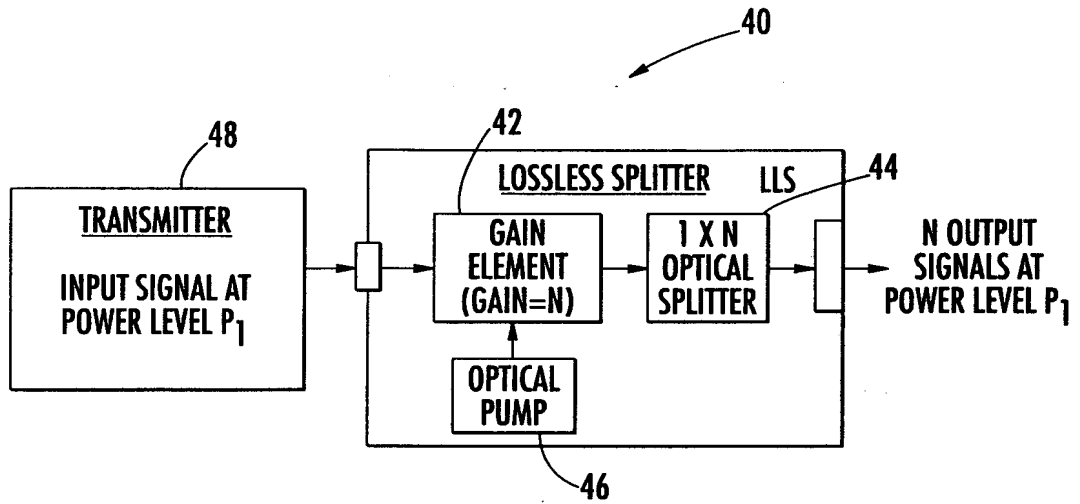 40
48
42
LOSSLESS SPLITTER
LLS
44
TRANSMITTER
INPUT SIGNAL AT
POWER LEVEL P1
GAIN
ELEMENT
(GAIN=N)
1 X N
OPTICAL
SPLITTER
N OUTPUT
SIGNALS AT
POWER LEVEL P1
OPTICAL
PUMP
46